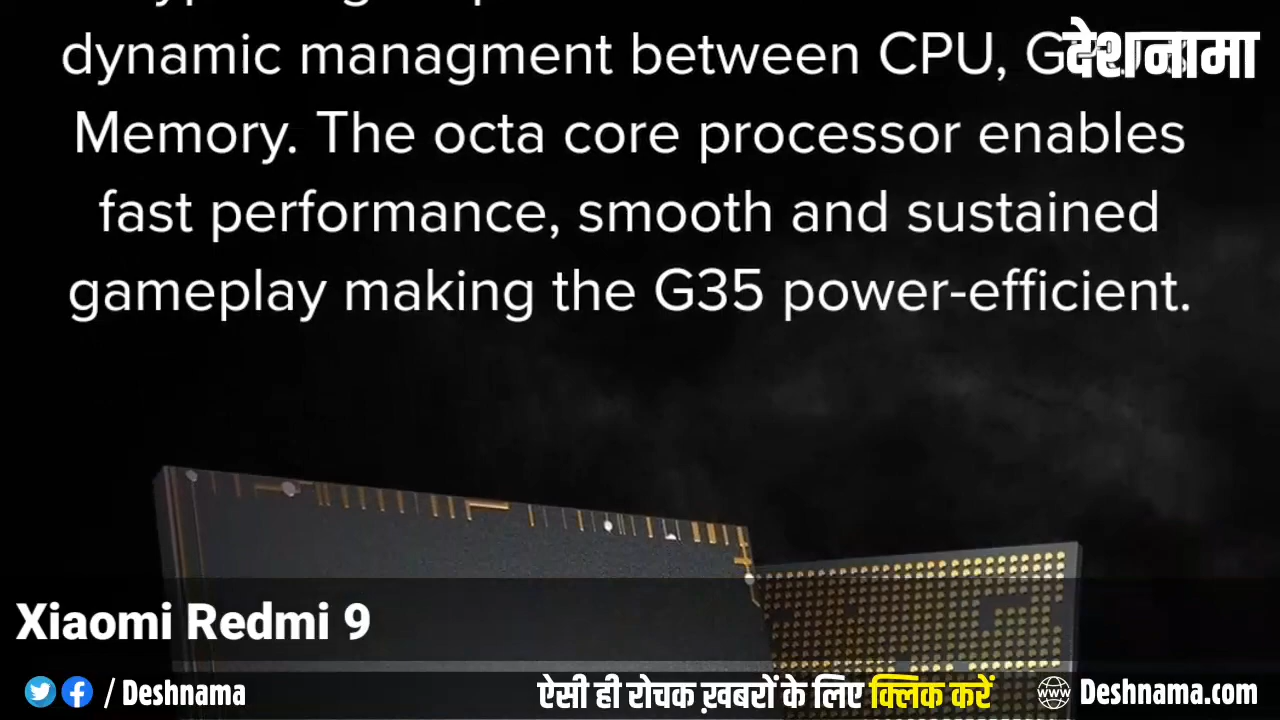 dynamic managment between CPU,
देशनामा
Memory. The octa core processor enables
fast performance, smooth and sustained
gameplay making the G35 power-efficient.
Xiaomi Redmi 9
/ Deshnama
ऐसी ही रोचक ख़बरों के लिए क्लिक करें
Deshnama.com